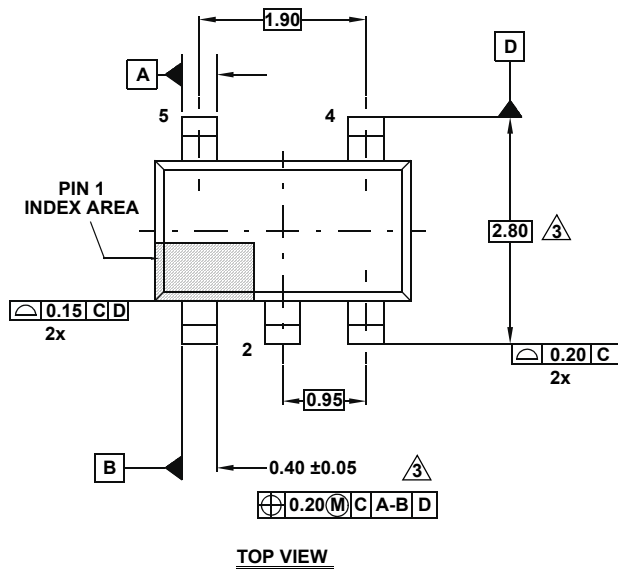 1.90
D
A
5
4
PIN 1
INDEX AREA
2.80
3
0.15 C D
2x
2
0.20 C
2x
0.95
B
0.40 ±0.05
3
⌖ 0.20 Ⓜ C A-B D
TOP VIEW